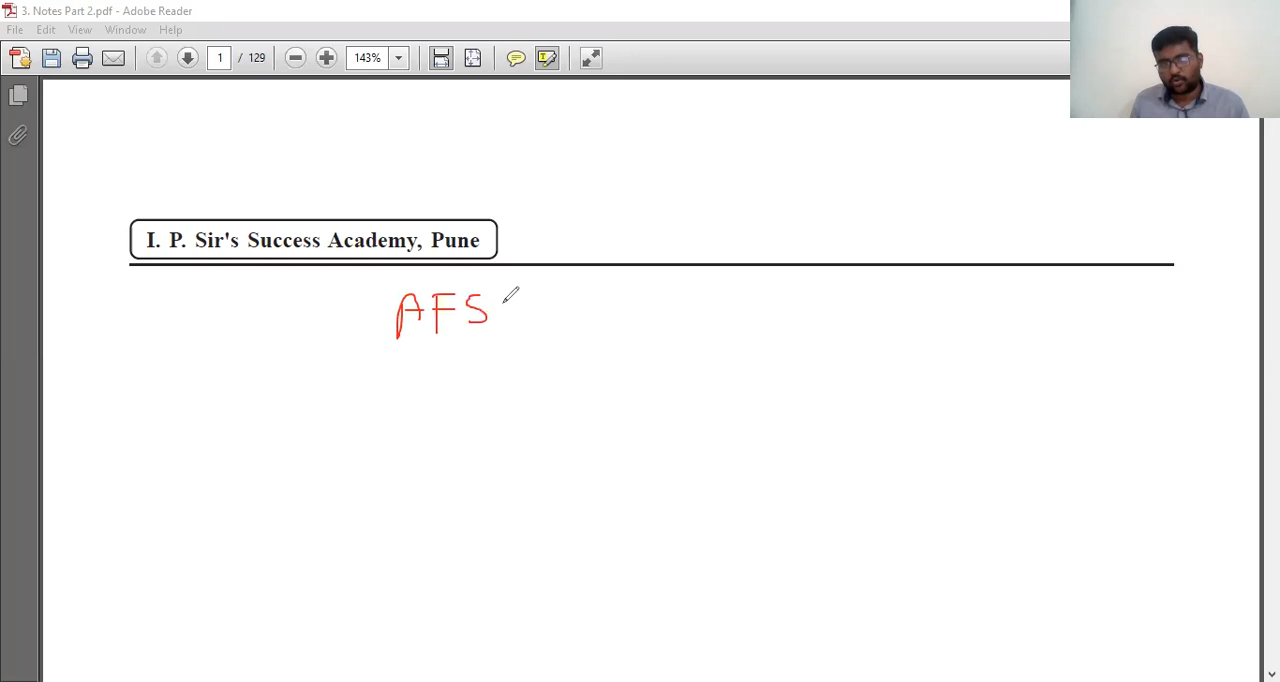 3. Notes Part 2.pdf - Adobe Reader
File Edit View Window Help
1 / 129 143%
I. P. Sir's Success Academy, Pune
AFS